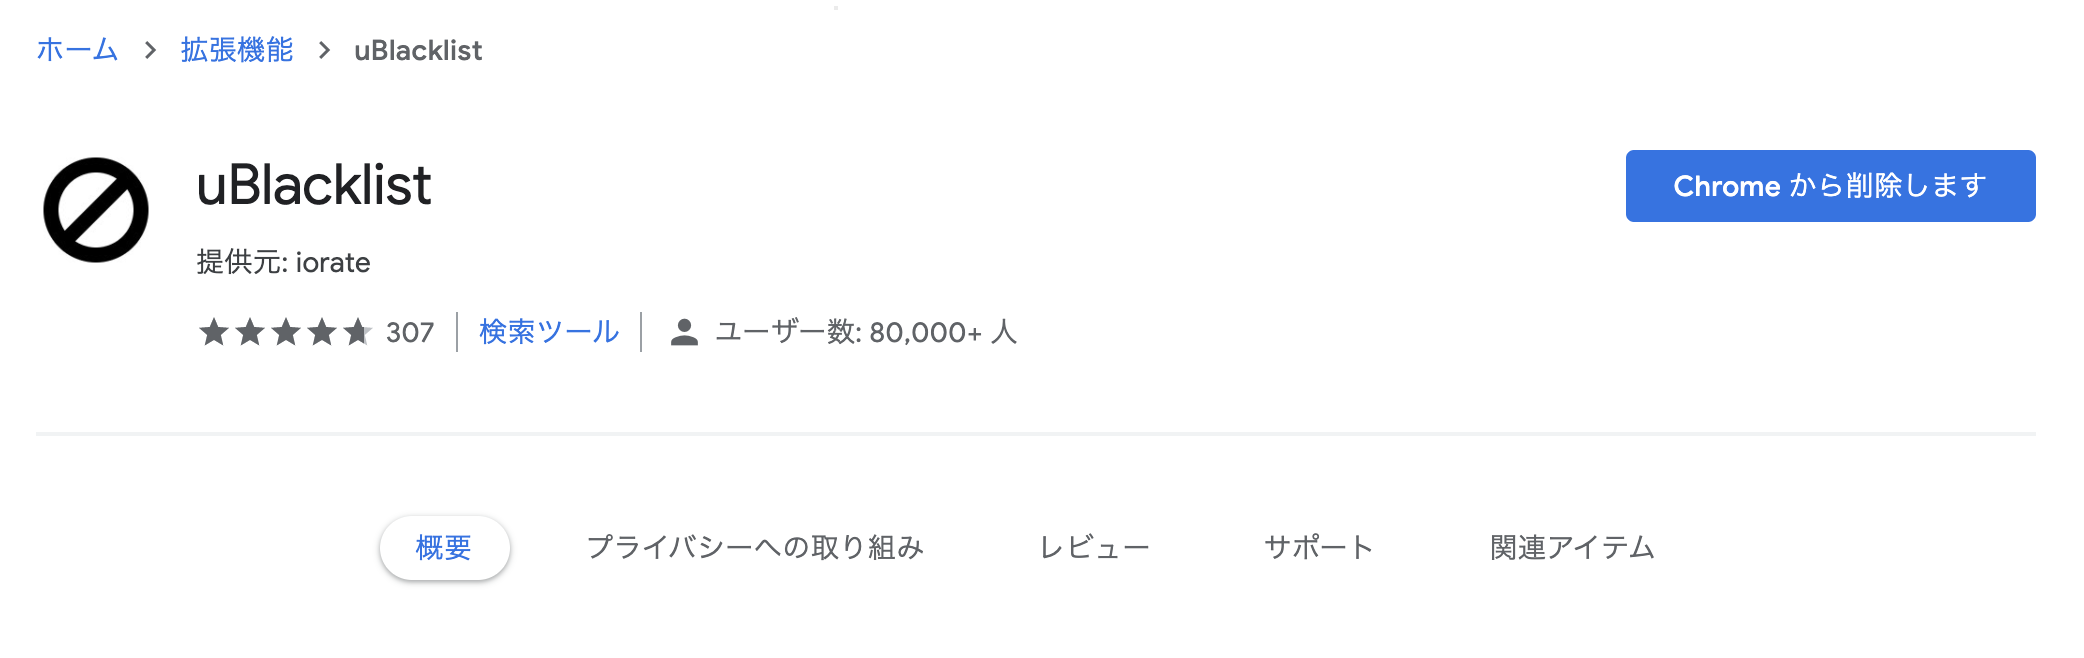 ホーム > 拡張機能 > uBlacklist
uBlacklist
Chrome から削除します
提供元: iorate
307 検索ツール ユーザー数: 80,000+ 人
概要 プライバシーへの取り組み レビュー サポート 関連アイテム